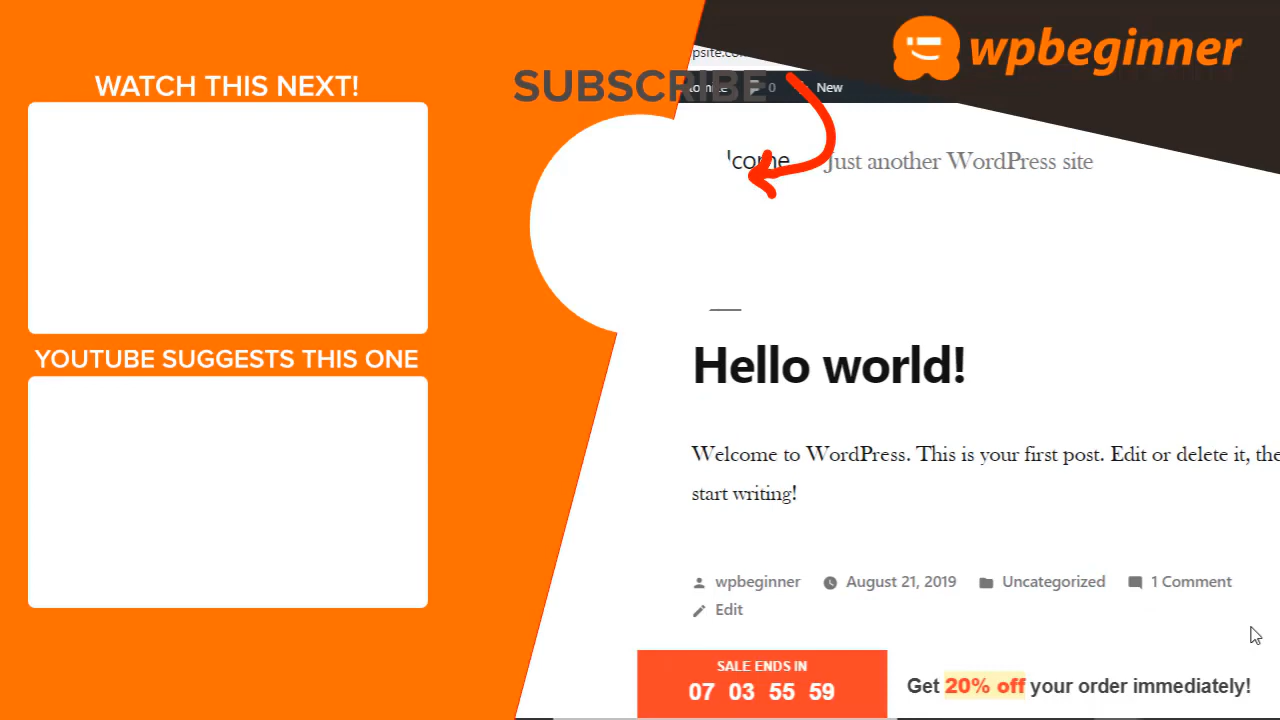 WATCH THIS NEXT!
YOUTUBE SUGGESTS THIS ONE
SUBSCRIBE
wpbeginner
0 New
Just another WordPress site
Hello world!
Welcome to WordPress. This is your first post. Edit or delete it, the
start writing!
wpbeginner August 21, 2019 Uncategorized 1 Comment
Edit
SALE ENDS IN
07 03 55 59
Get 20% off your order immediately!